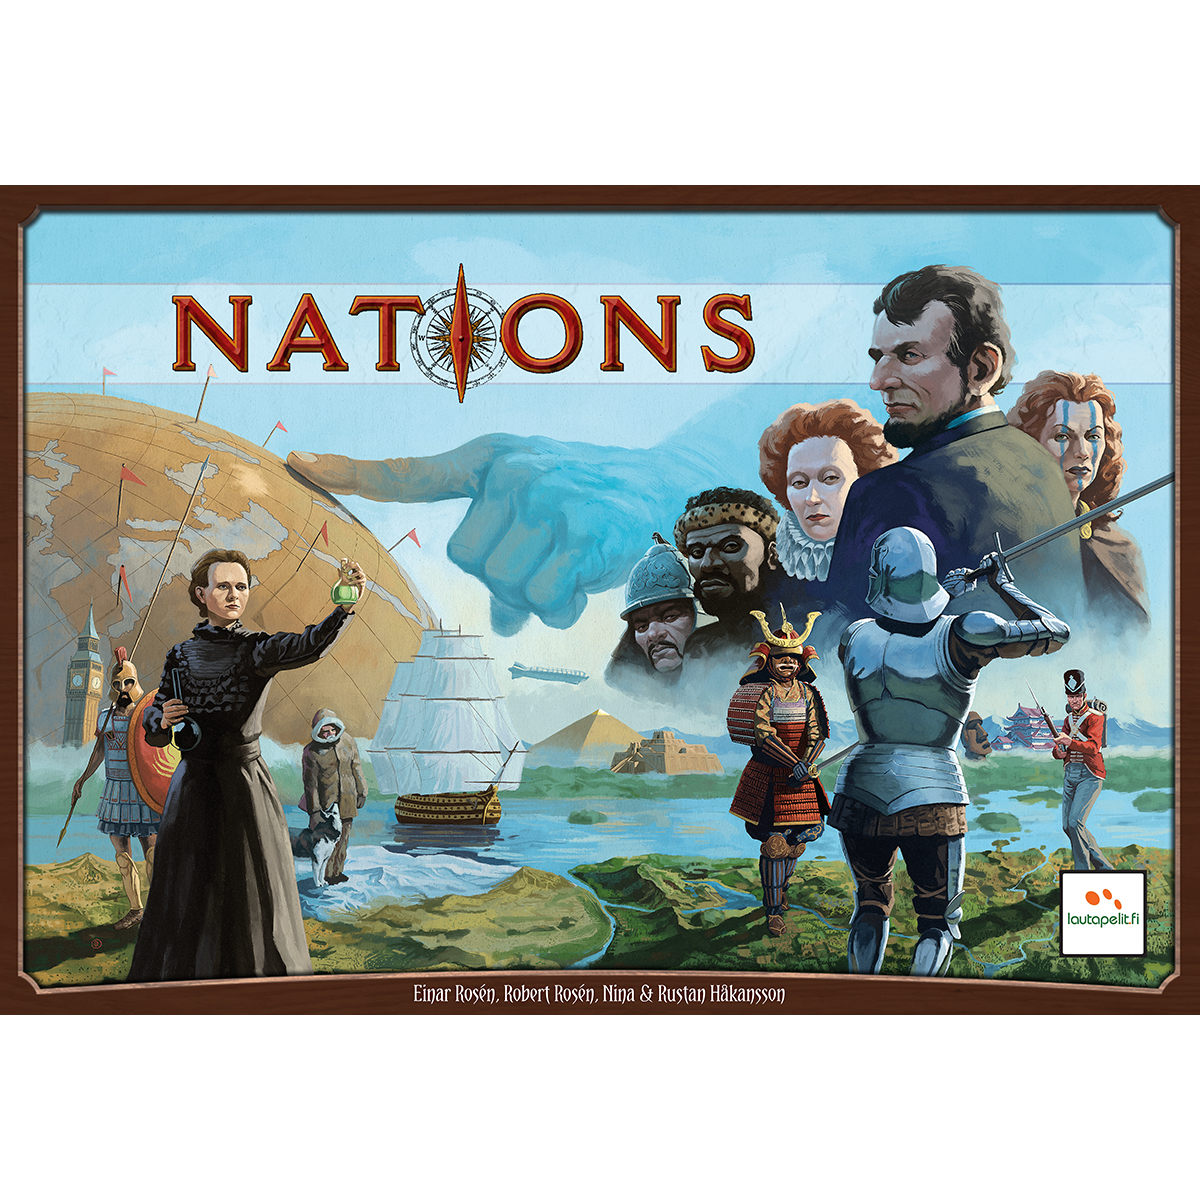 NATIONS
W
lautapelit.fi
Einar Rosén, Robert Rosén, Nina & Rustan Håkansson